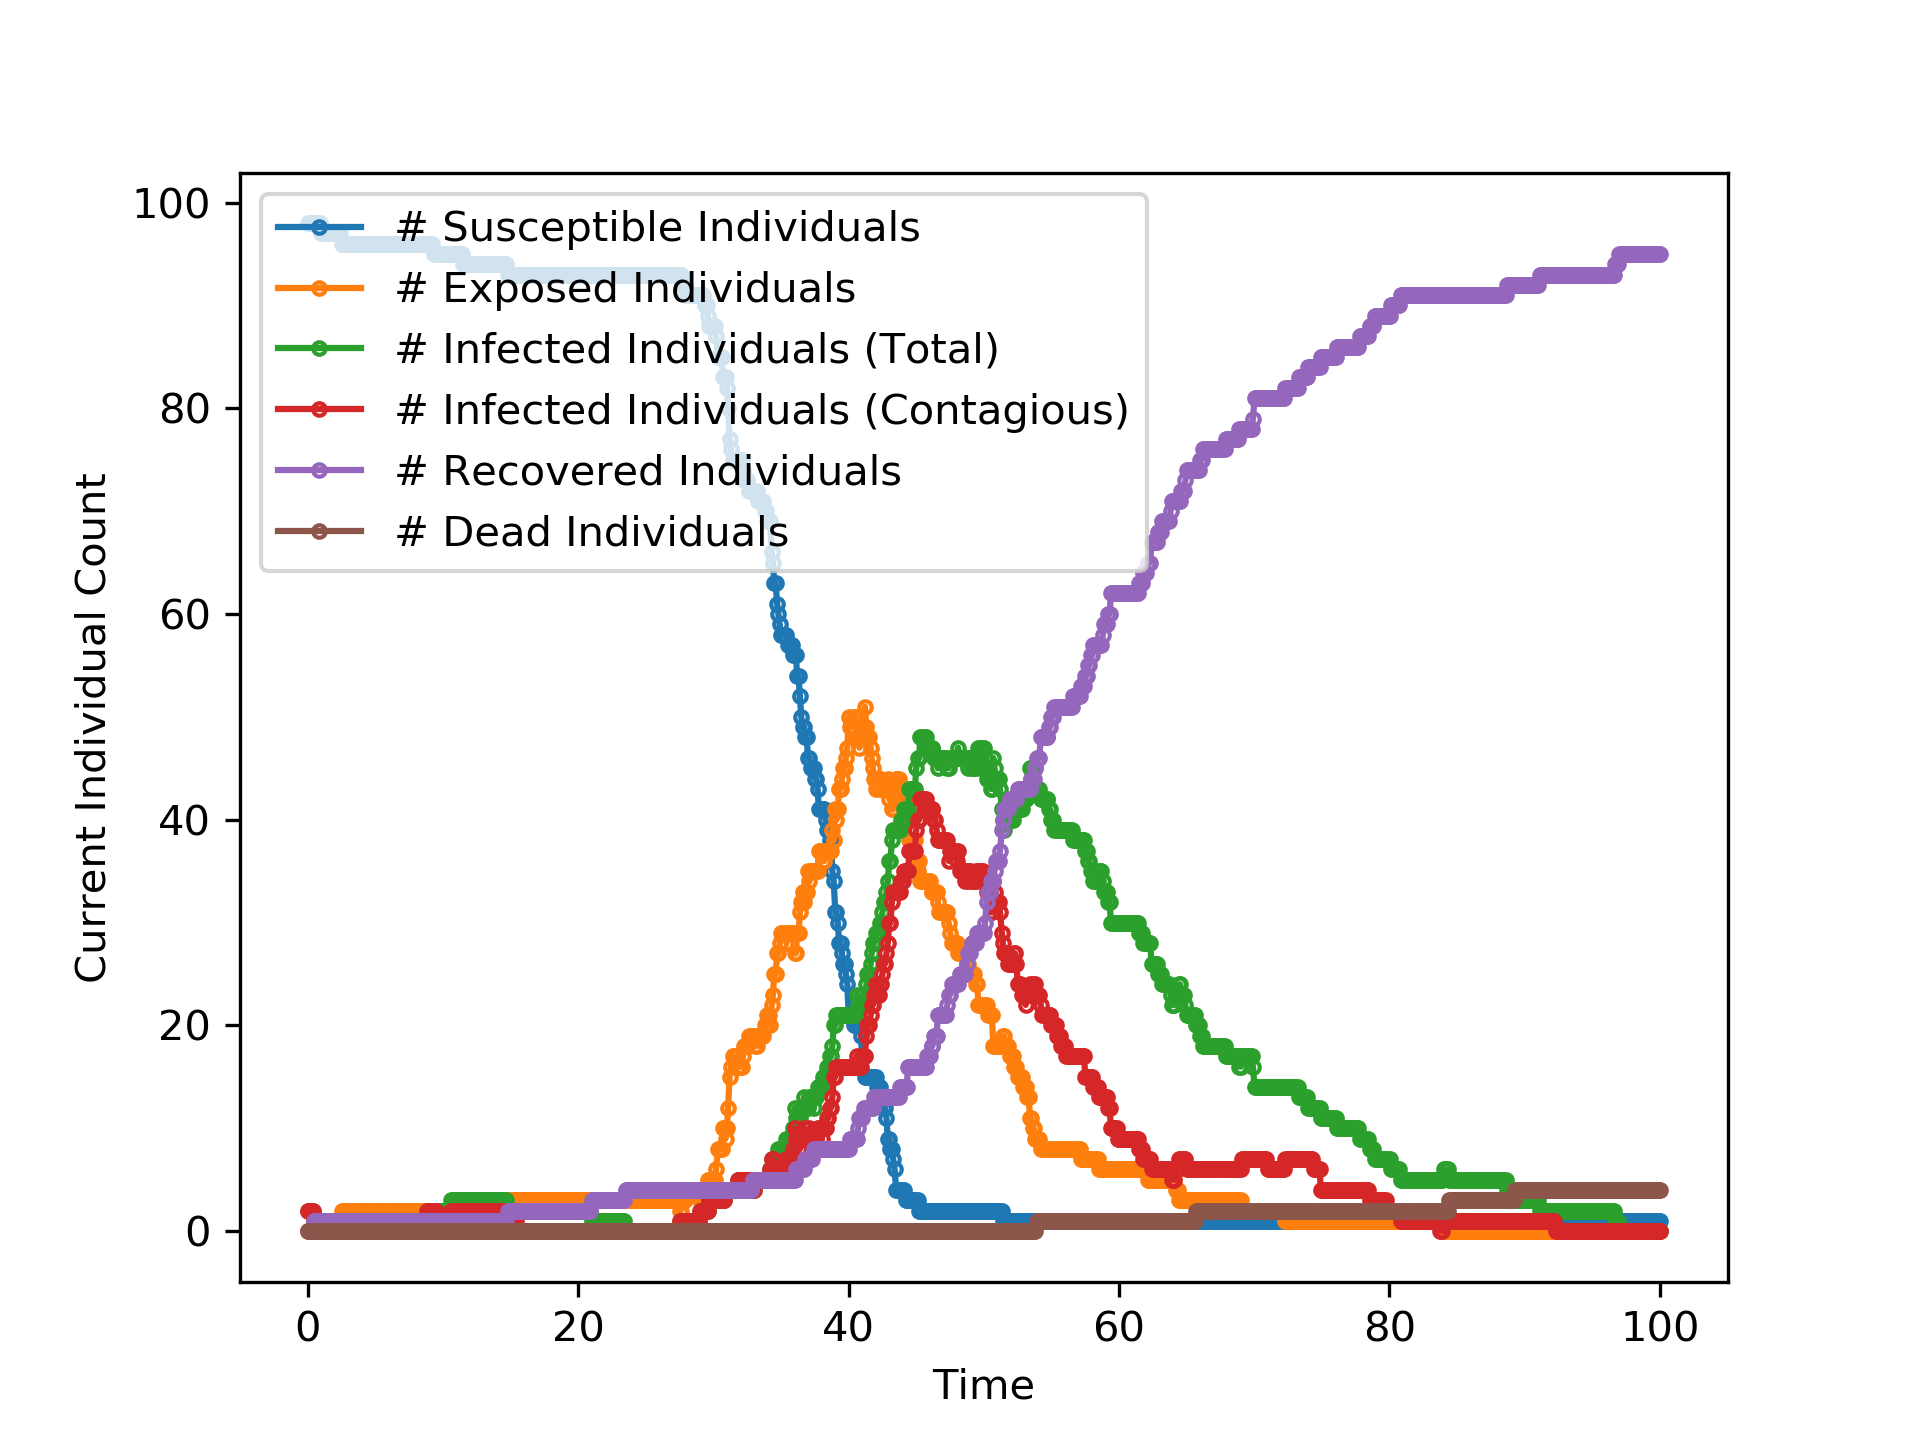 100
80
60
40
20
0
Current Individual Count
# Susceptible Individuals
# Exposed Individuals
# Infected Individuals (Total)
# Infected Individuals (Contagious)
# Recovered Individuals
# Dead Individuals
0 20 40 60 80 100
Time